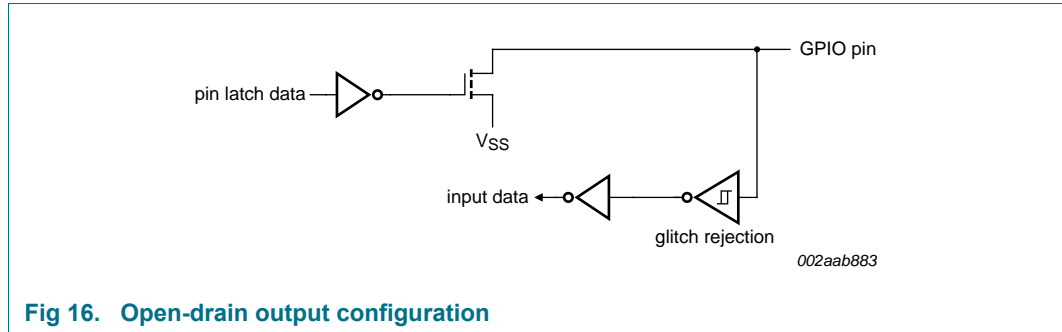 GPIO pin
pin latch data
VSS
input data
glitch rejection
002aab883
Fig 16. Open-drain output configuration